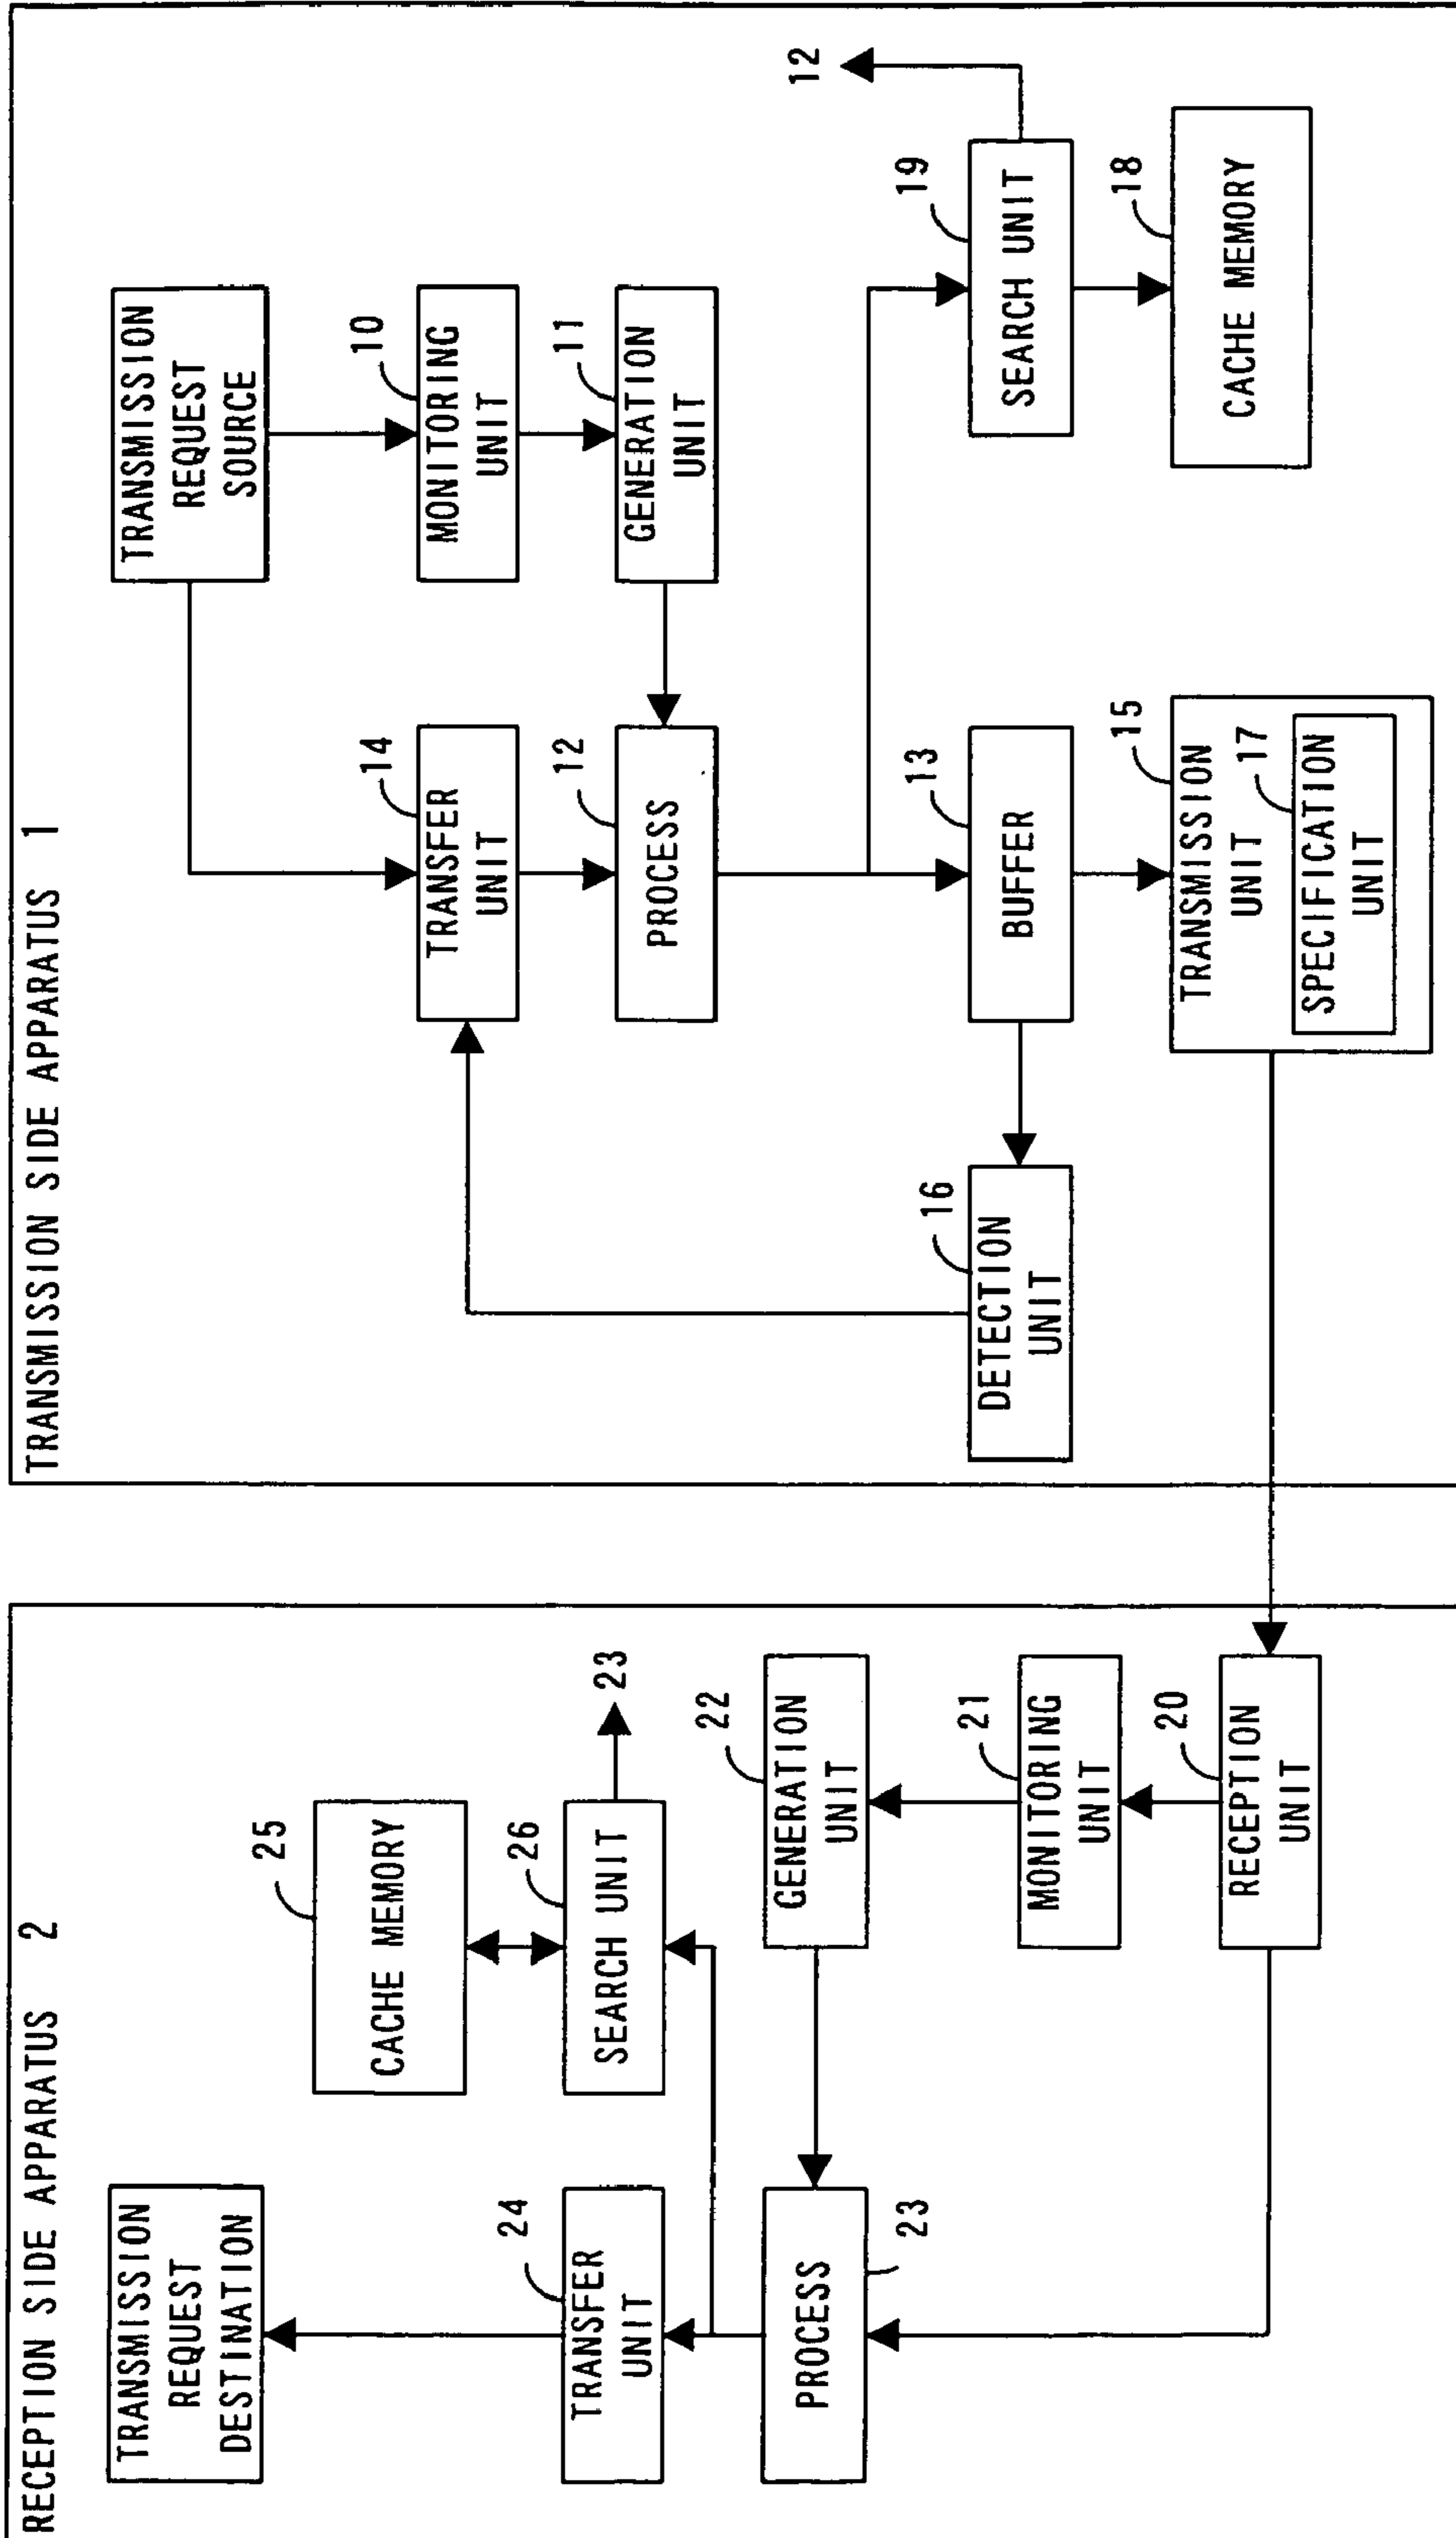 RECEPTION SIDE APPARATUS 2
TRANSMISSION
REQUEST
DESTINATION
24
TRANSFER
UNIT
PROCESS
23
25
CACHE MEMORY
26
SEARCH UNIT
23
22
GENERATION
UNIT
21
MONITORING
UNIT
20
RECEPTION
UNIT
TRANSMISSION SIDE APPARATUS 1
TRANSMISSION
REQUEST
SOURCE
10
MONITORING
UNIT
11
GENERATION
UNIT
14
TRANSFER
UNIT
12
PROCESS
16
DETECTION
UNIT
13
BUFFER
15
TRANSMISSION
UNIT
17
SPECIFICATION
UNIT
12
19
SEARCH UNIT
18
CACHE MEMORY